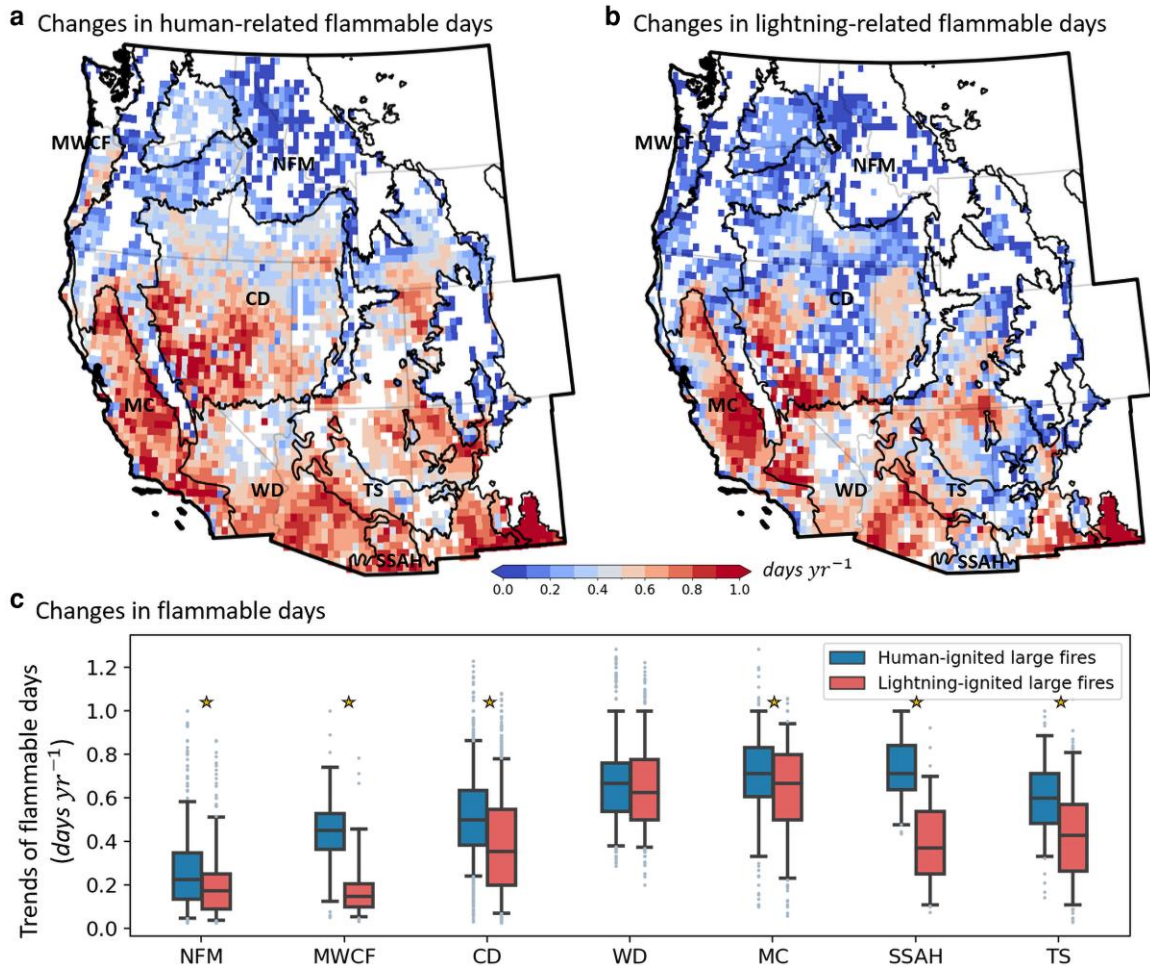 a Changes in human-related flammable days
b Changes in lightning-related flammable days
MWCF
NFM
CD
MC
WD
TS
SSAH
MWCF
NFM
CD
MC
WD
TS
SSAH
0.0 0.2 0.4 0.6 0.8 1.0
days yr⁻¹
c Changes in flammable days
Trends of flammable days
(days yr⁻¹)
1.2
1.0
0.8
0.6
0.4
0.2
0.0
Human-ignited large fires
Lightning-ignited large fires
NFM MWCF CD WD MC SSAH TS